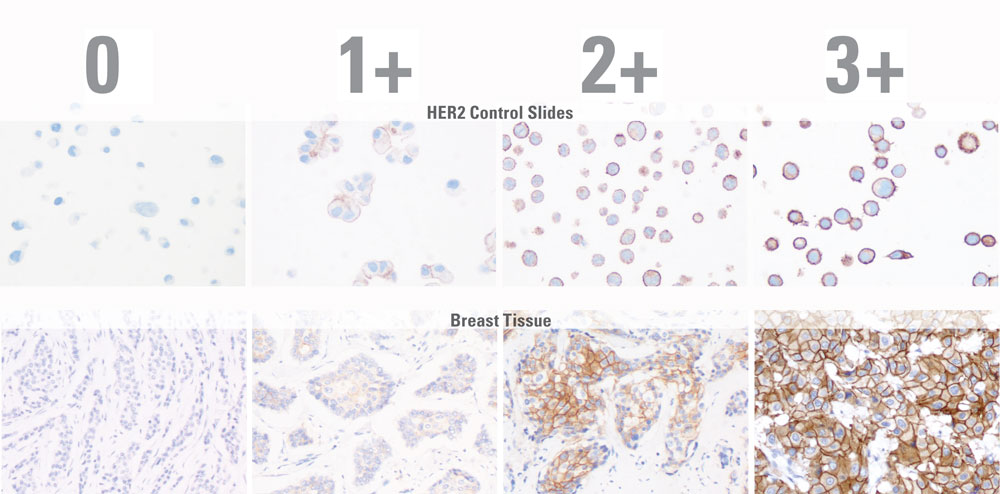 0 1+ 2+ 3+
HER2 Control Slides
Breast Tissue